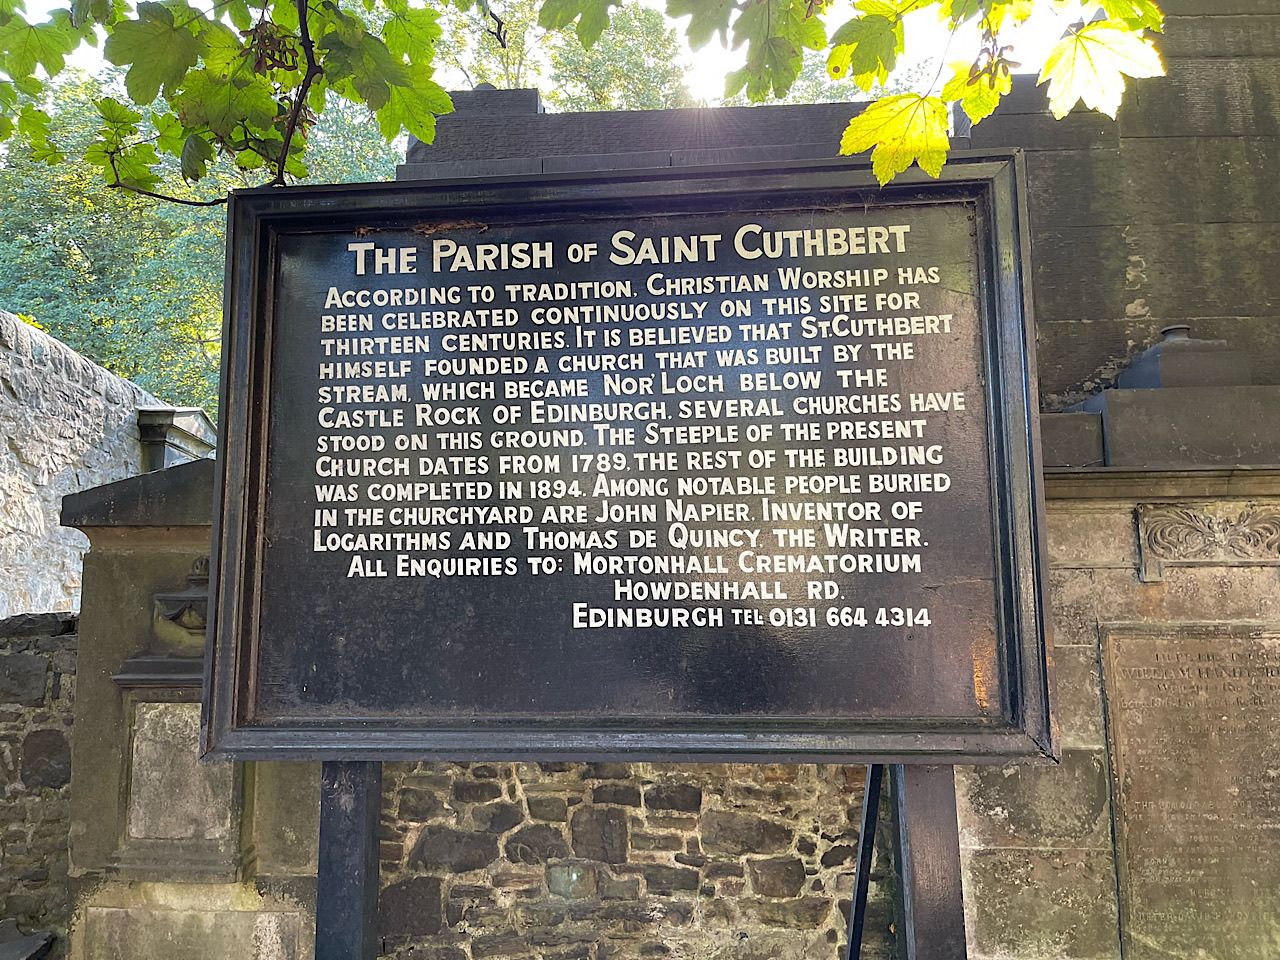 THE PARISH OF SAINT CUTHBERT
ACCORDING TO TRADITION, CHRISTIAN WORSHIP HAS
BEEN CELEBRATED CONTINUOUSLY ON THIS SITE FOR
THIRTEEN CENTURIES. IT IS BELIEVED THAT ST. CUTHBERT
HIMSELF FOUNDED A CHURCH THAT WAS BUILT BY THE
STREAM, WHICH BECAME NOR' LOCH BELOW THE
CASTLE ROCK OF EDINBURGH. SEVERAL CHURCHES HAVE
STOOD ON THIS GROUND. THE STEEPLE OF THE PRESENT
CHURCH DATES FROM 1789. THE REST OF THE BUILDING
WAS COMPLETED IN 1894. AMONG NOTABLE PEOPLE BURIED
IN THE CHURCHYARD ARE JOHN NAPIER. INVENTOR OF
LOGARITHMS AND THOMAS DE QUINCY, THE WRITER.
ALL ENQUIRIES TO: MORTONHALL CREMATORIUM
HOWDENHALL RD.
EDINBURGH TEL 0131 664 4314
WILLIAM